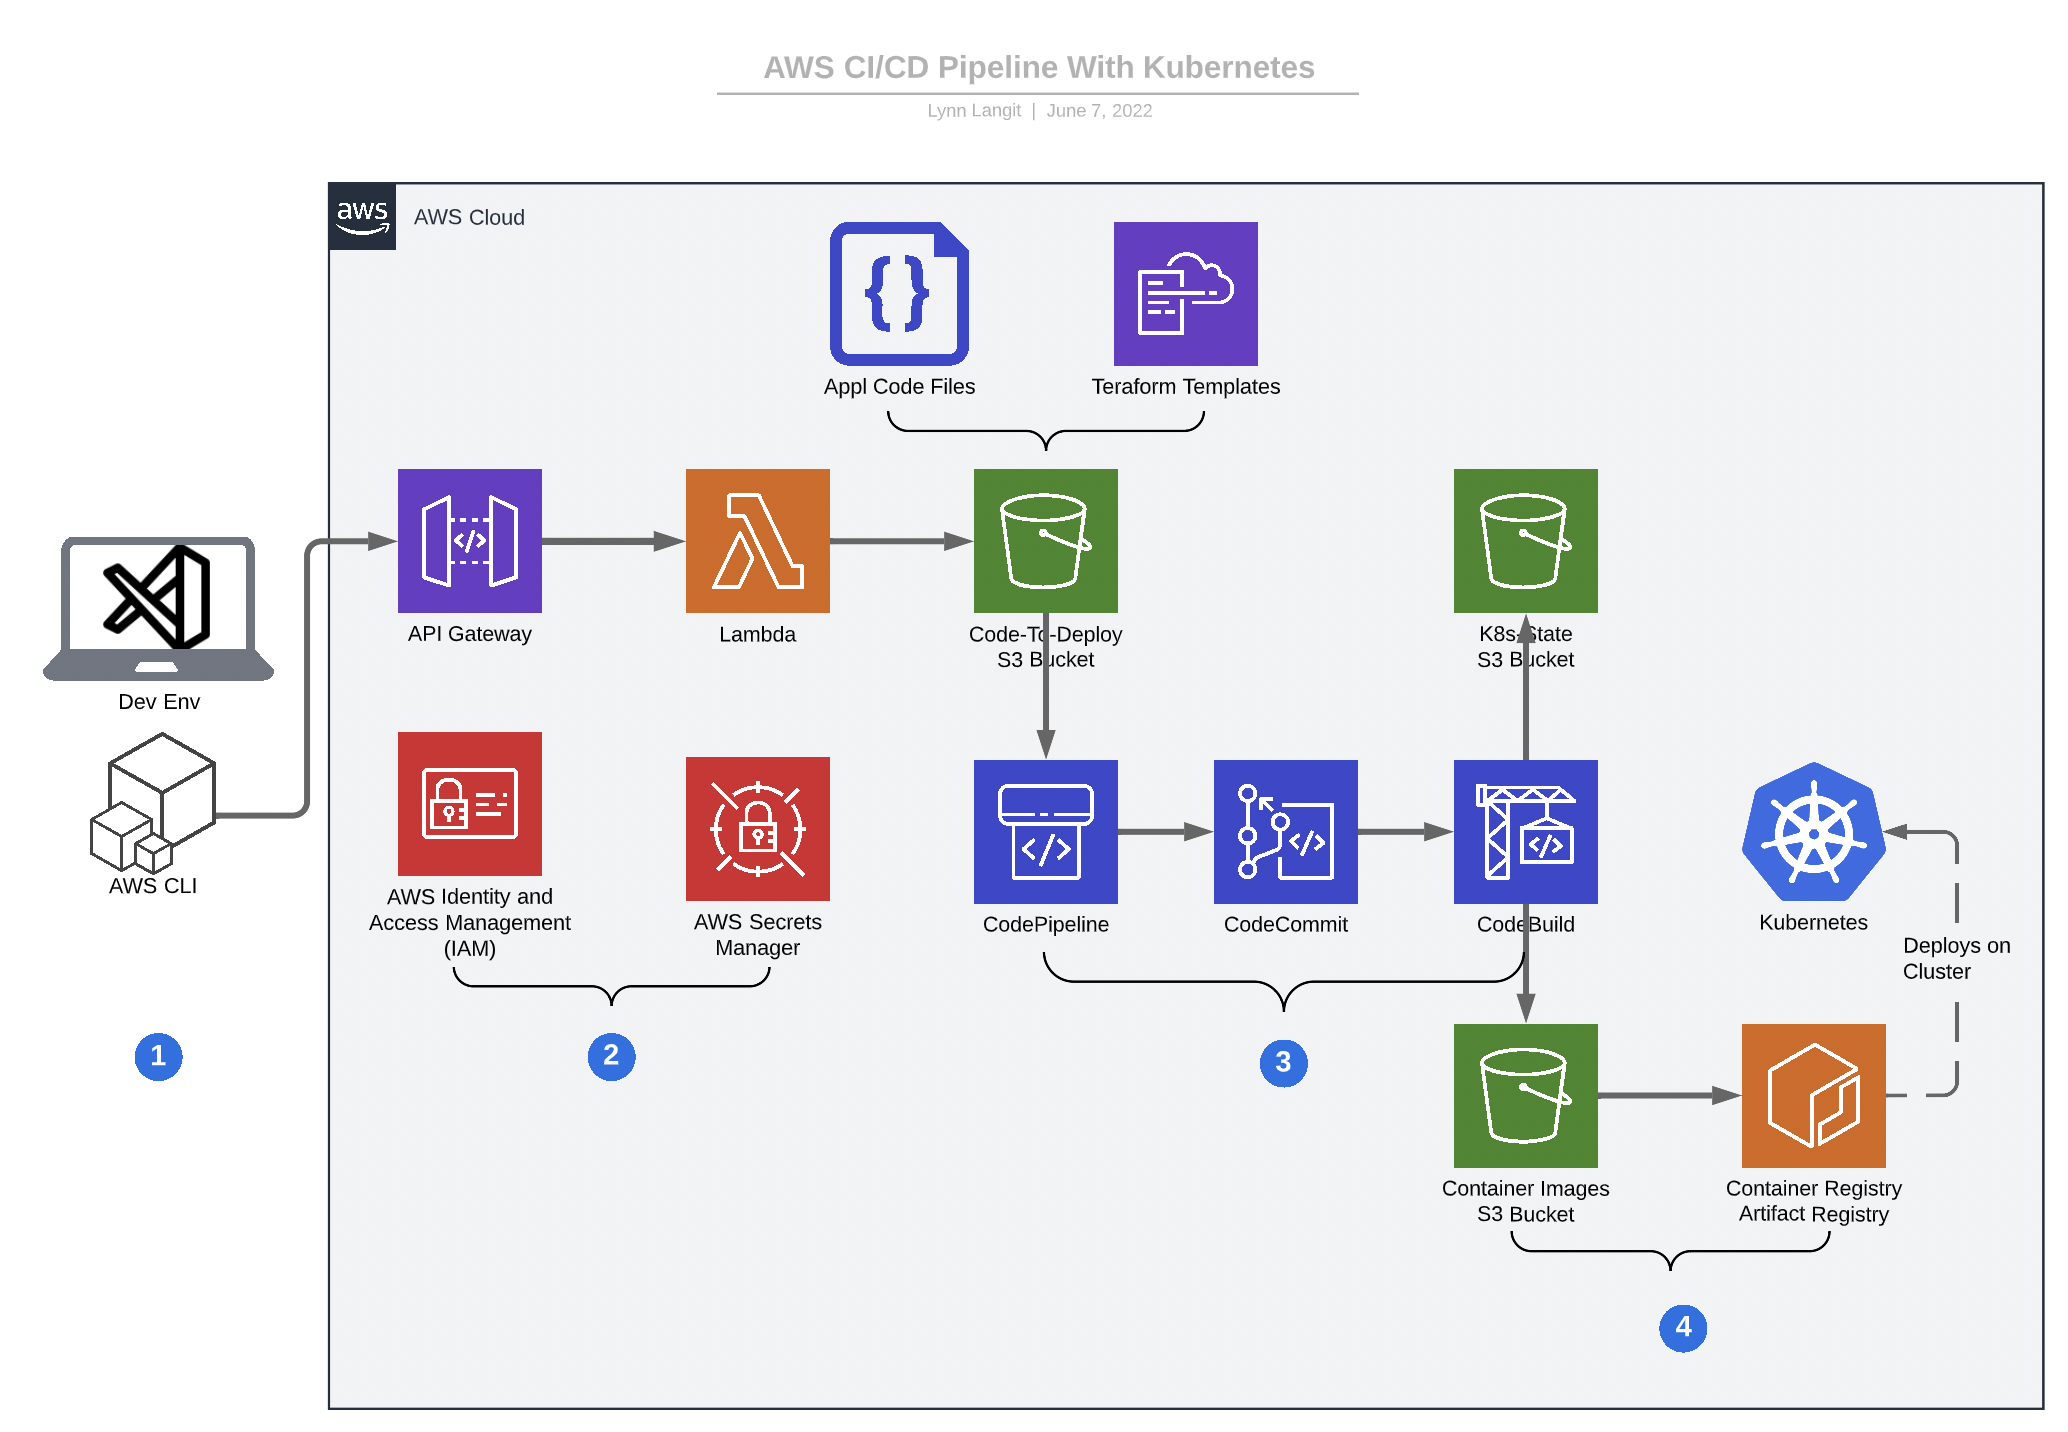 AWS CI/CD Pipeline With Kubernetes
Lynn Langit | June 7, 2022
aws
AWS Cloud
{ }
Appl Code Files
Teraform Templates
</>
API Gateway
Lambda
Code-To-Deploy
S3 Bucket
K8s-State
S3 Bucket
Dev Env
AWS CLI
AWS Identity and
Access Management
(IAM)
AWS Secrets
Manager
</>
CodePipeline
</>
CodeCommit
</>
CodeBuild
Kubernetes
Deploys on
Cluster
1
2
3
Container Images
S3 Bucket
Container Registry
Artifact Registry
4